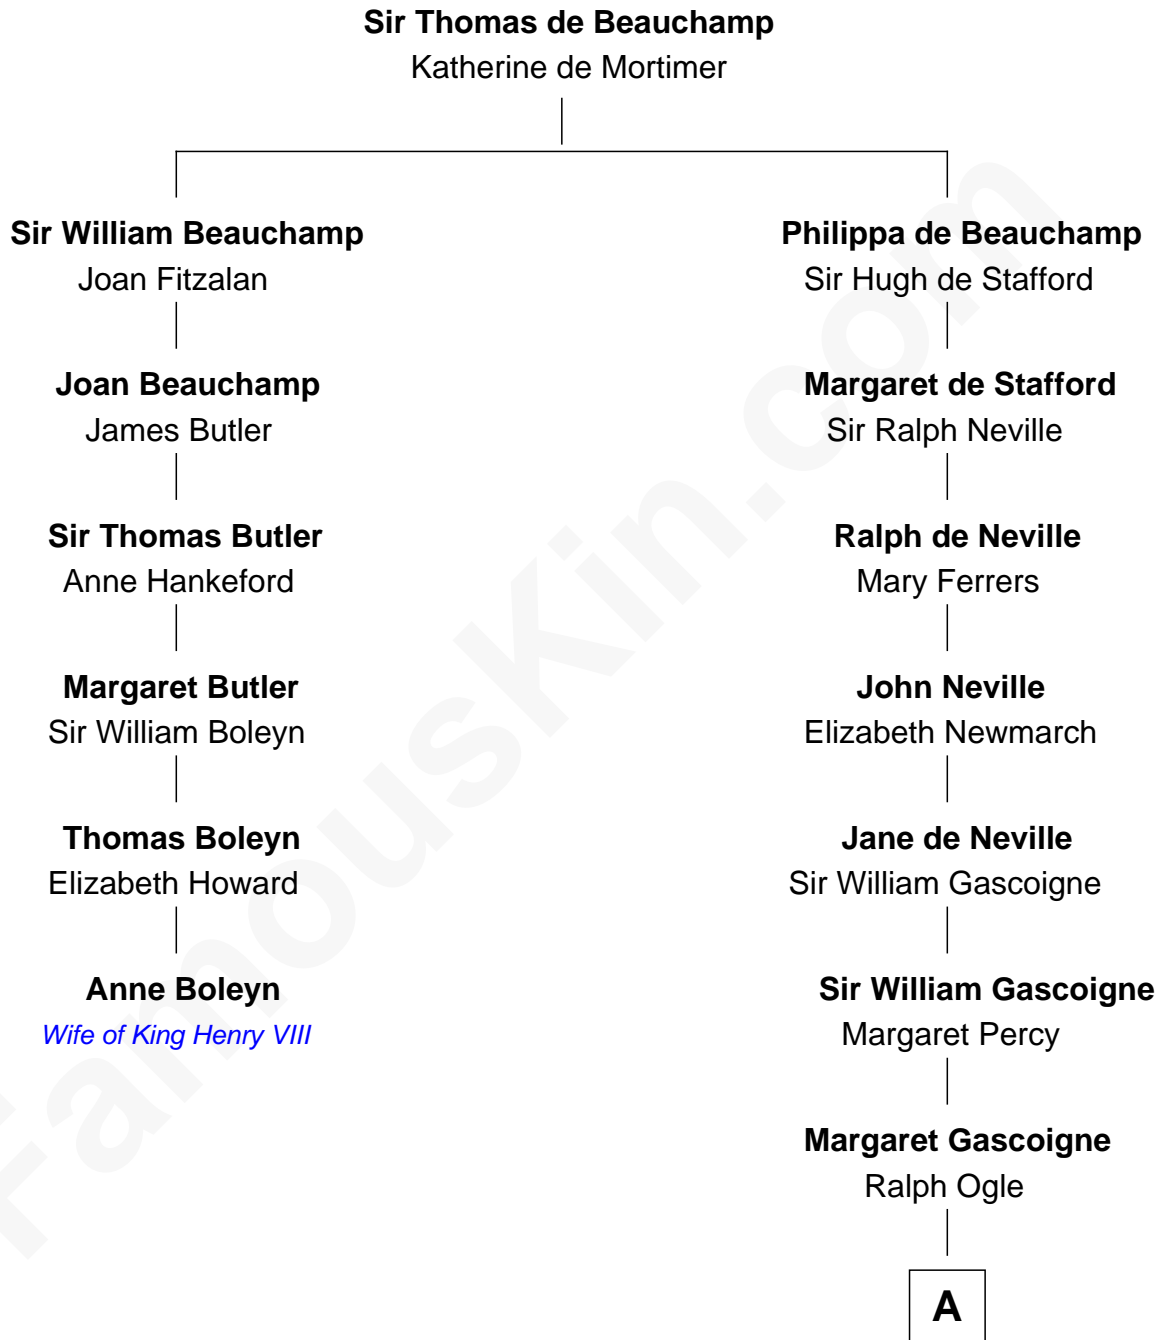 Sir Thomas de Beauchamp
Katherine de Mortimer
Sir William Beauchamp
Joan Fitzalan
Philippa de Beauchamp
Sir Hugh de Stafford
Joan Beauchamp
James Butler
Margaret de Stafford
Sir Ralph Neville
Sir Thomas Butler
Anne Hankeford
Ralph de Neville
Mary Ferrers
Margaret Butler
Sir William Boleyn
John Neville
Elizabeth Newmarch
Thomas Boleyn
Elizabeth Howard
Jane de Neville
Sir William Gascoigne
Anne Boleyn
Wife of King Henry VIII
Sir William Gascoigne
Margaret Percy
Margaret Gascoigne
Ralph Ogle
A
FamousKin.com